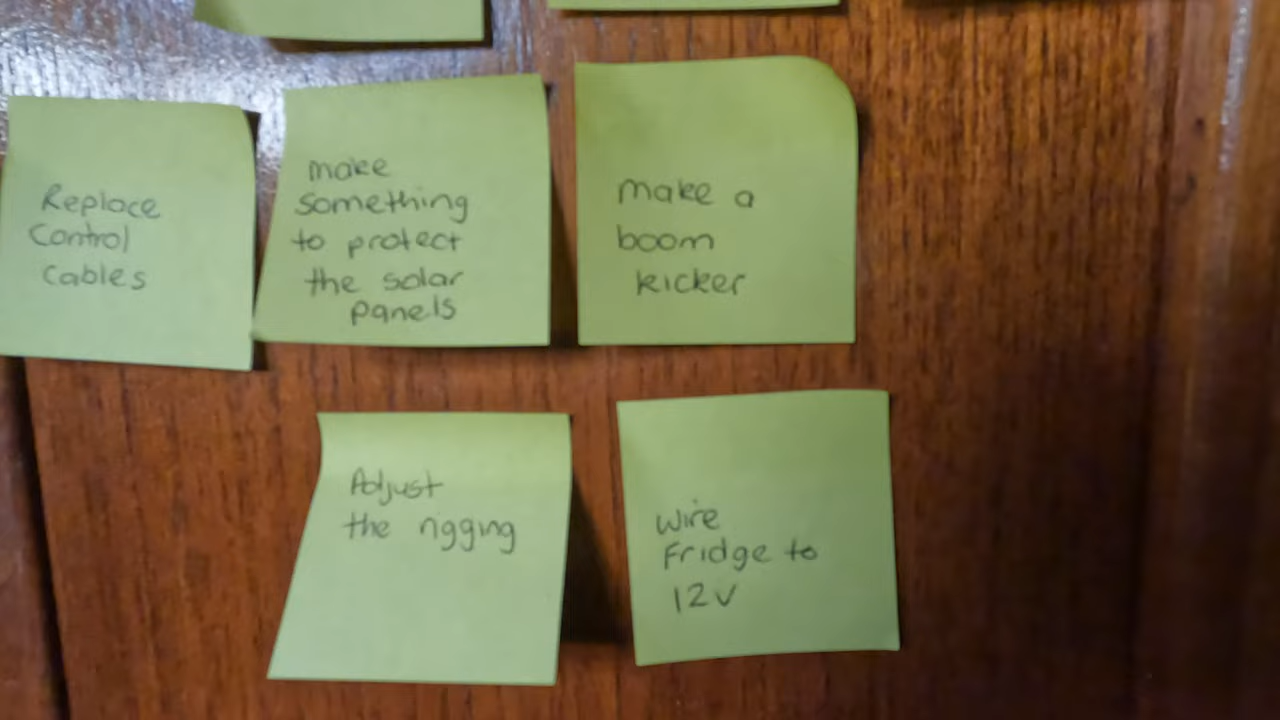 Replace
Control
Cables
make
something
to protect
the solar
panels
make a
boom
kicker
Adjust
the rigging
Wire
Fridge to
12V